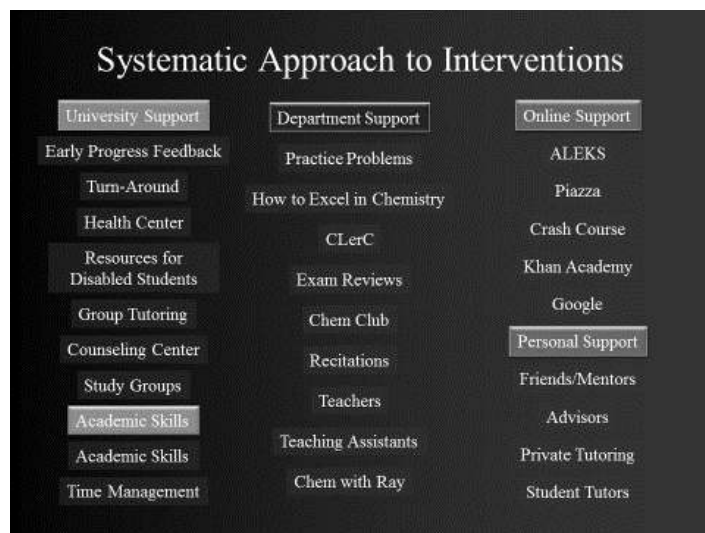 Systematic Approach to Interventions
University Support
Early Progress Feedback
Turn-Around
Health Center
Resources for
Disabled Students
Group Tutoring
Counseling Center
Study Groups
Academic Skills
Academic Skills
Time Management
Department Support
Practice Problems
How to Excel in Chemistry
CLerC
Exam Reviews
Chem Club
Recitations
Teachers
Teaching Assistants
Chem with Ray
Online Support
ALEKS
Piazza
Crash Course
Khan Academy
Google
Personal Support
Friends/Mentors
Advisors
Private Tutoring
Student Tutors